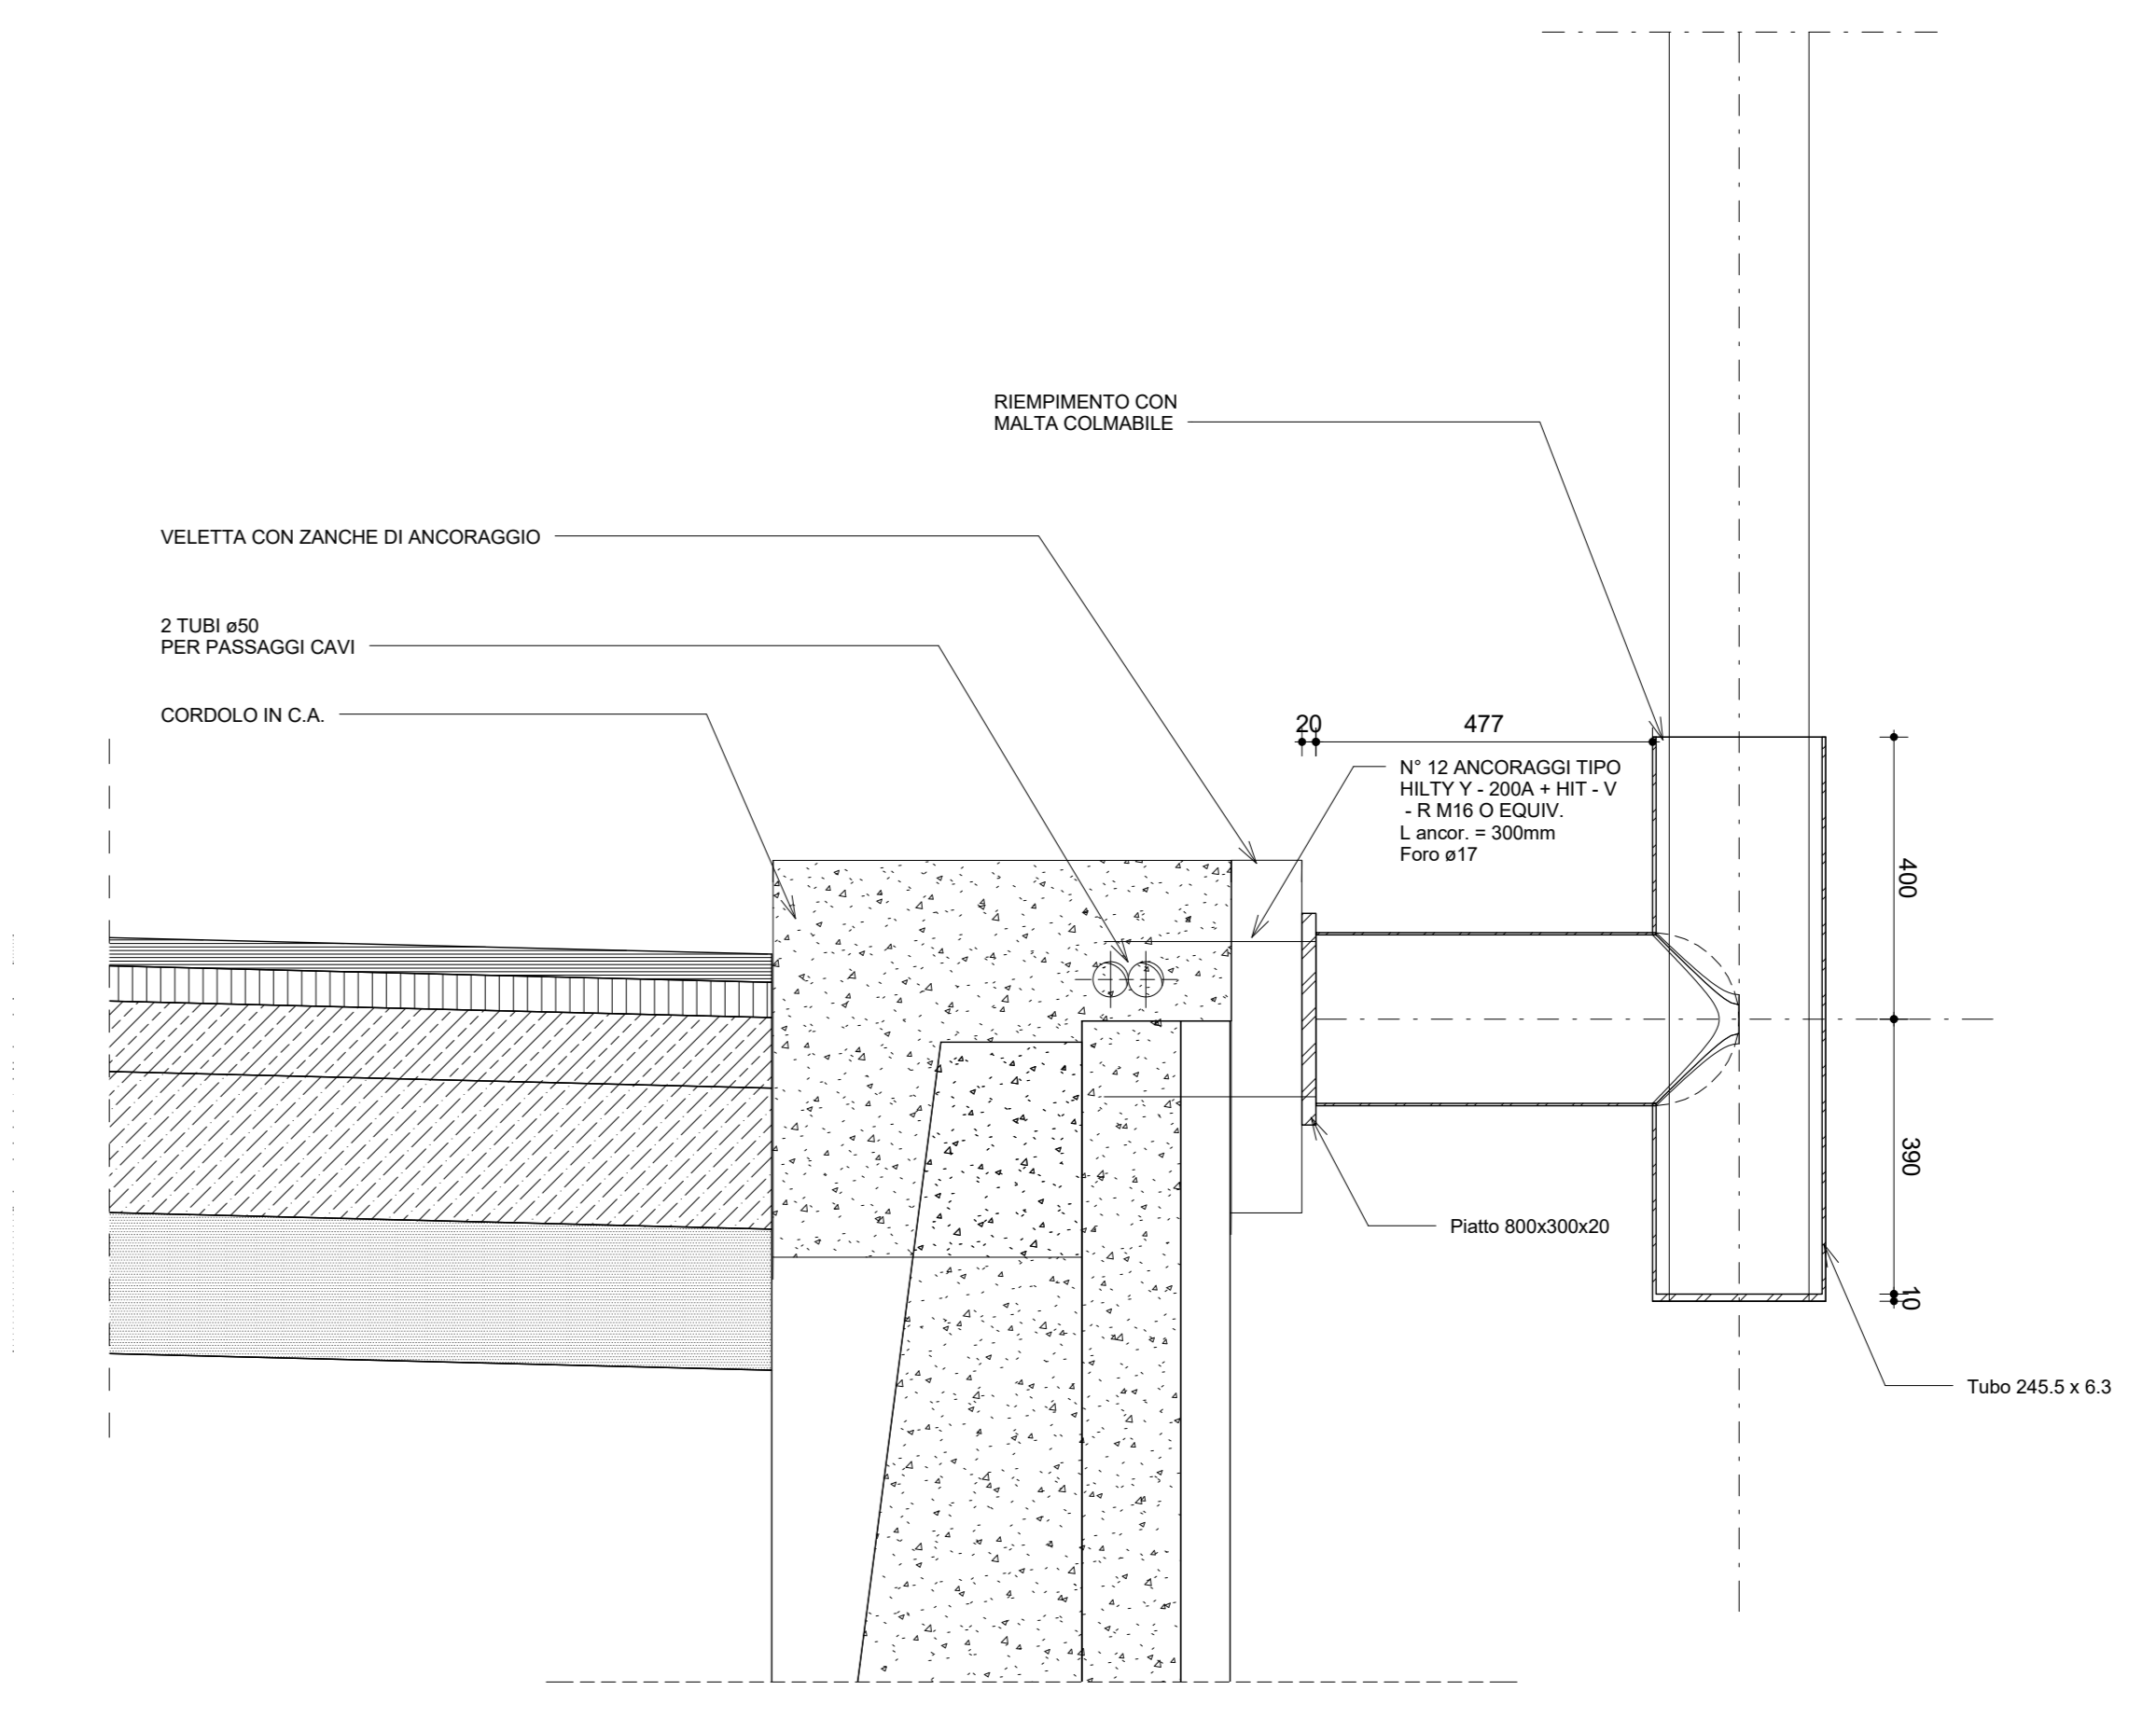 RIEMPIMENTO CON
MALTA COLMABILE
VELETTA CON ZANCHE DI ANCORAGGIO
2 TUBI ø50
PER PASSAGGI CAVI
CORDOLO IN C.A.
20
477
N° 12 ANCORAGGI TIPO
HILTY Y - 200A + HIT - V
- R M16 O EQUIV.
L ancor. = 300mm
Foro ø17
400
390
10
Piatto 800x300x20
Tubo 245.5 x 6.3